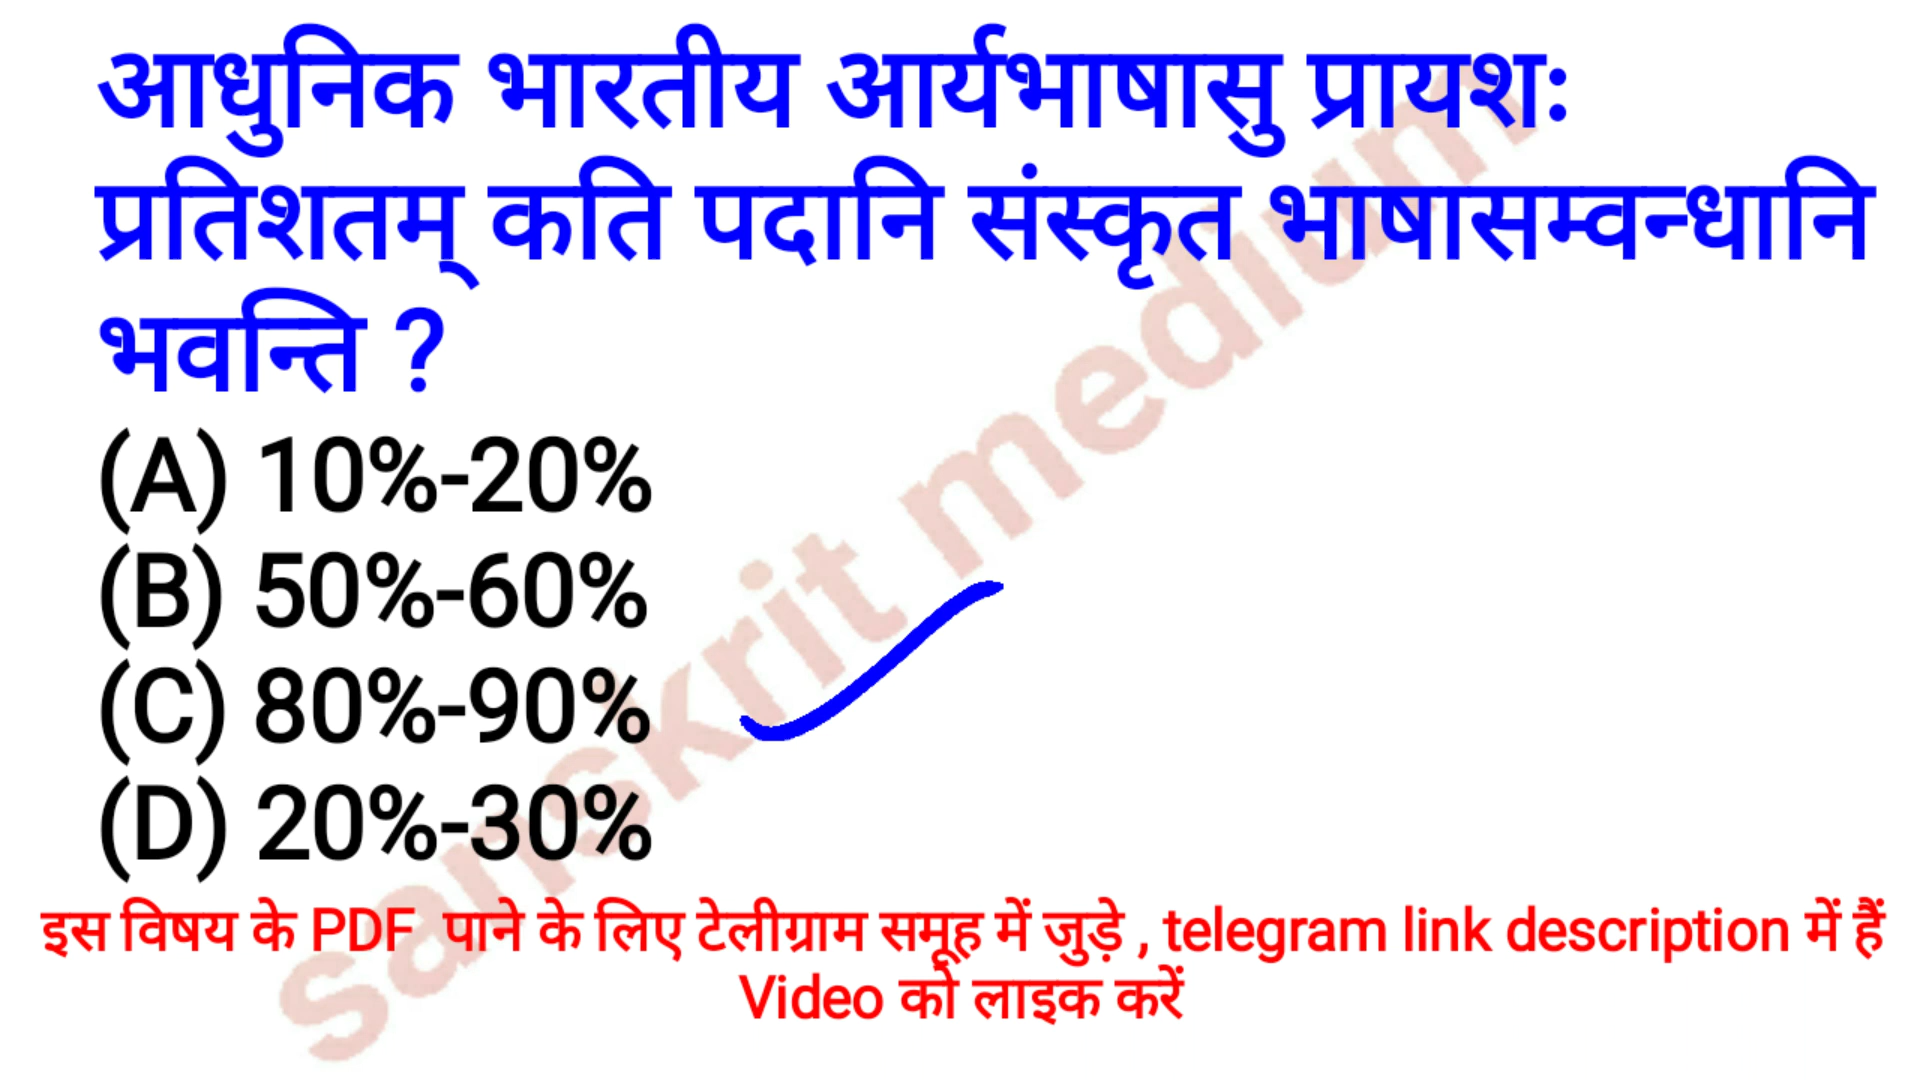 आधुनिक भारतीय आर्यभाषासु प्रायशः
प्रतिशतम् कति पदानि संस्कृत भाषासम्वन्धानि
भवन्ति ?
(A) 10%-20%
(B) 50%-60%
(C) 80%-90%
(D) 20%-30%
इस विषय के PDF पाने के लिए टेलीग्राम समूह में जुड़े , telegram link description में हैं
Video को लाइक करें
sanskrit medium